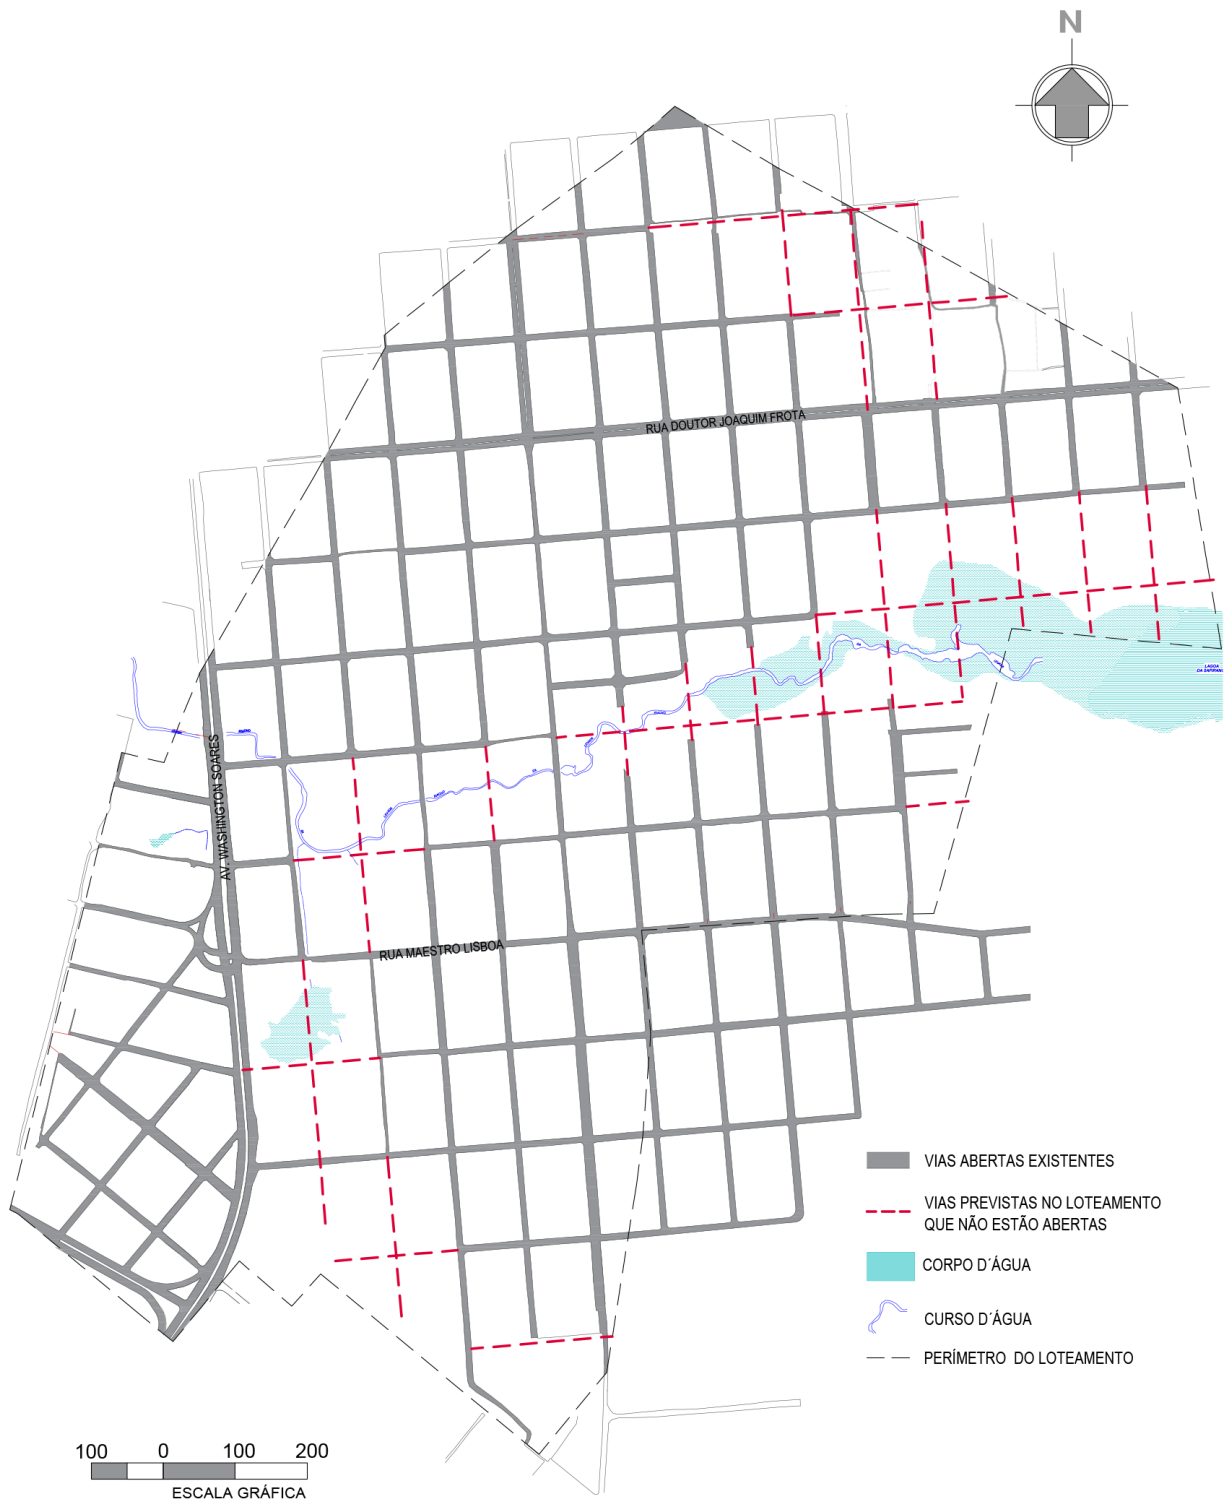 N
RUA DOUTOR JOAQUIM FROTA
LAGOA
AV. WASHINGTON SOARES
RUA MAESTRO LISBOA
VIAS ABERTAS EXISTENTES
VIAS PREVISTAS NO LOTEAMENTO
QUE NÃO ESTÃO ABERTAS
CORPO D´ÁGUA
CURSO D´ÁGUA
PERÍMETRO DO LOTEAMENTO
100 0 100 200
ESCALA GRÁFICA